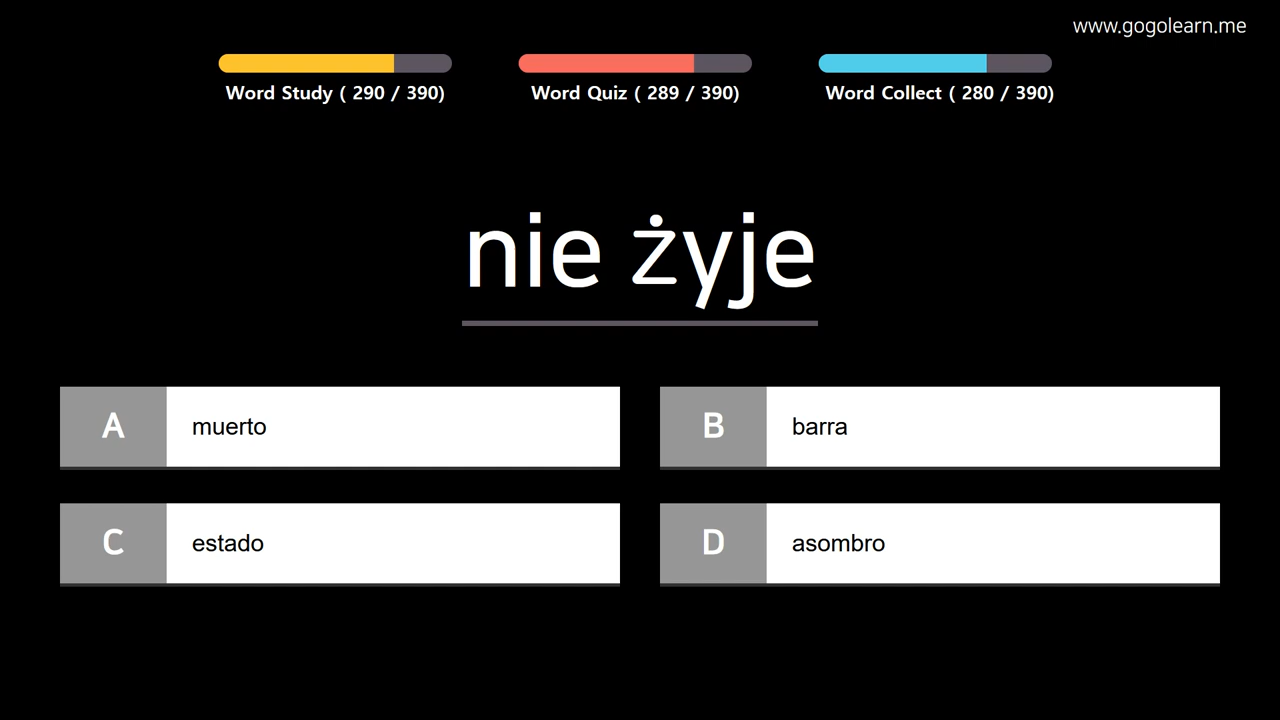 www.gogolearn.me
Word Study ( 290 / 390)
Word Quiz ( 289 / 390)
Word Collect ( 280 / 390)
nie żyje
A muerto
B barra
C estado
D asombro